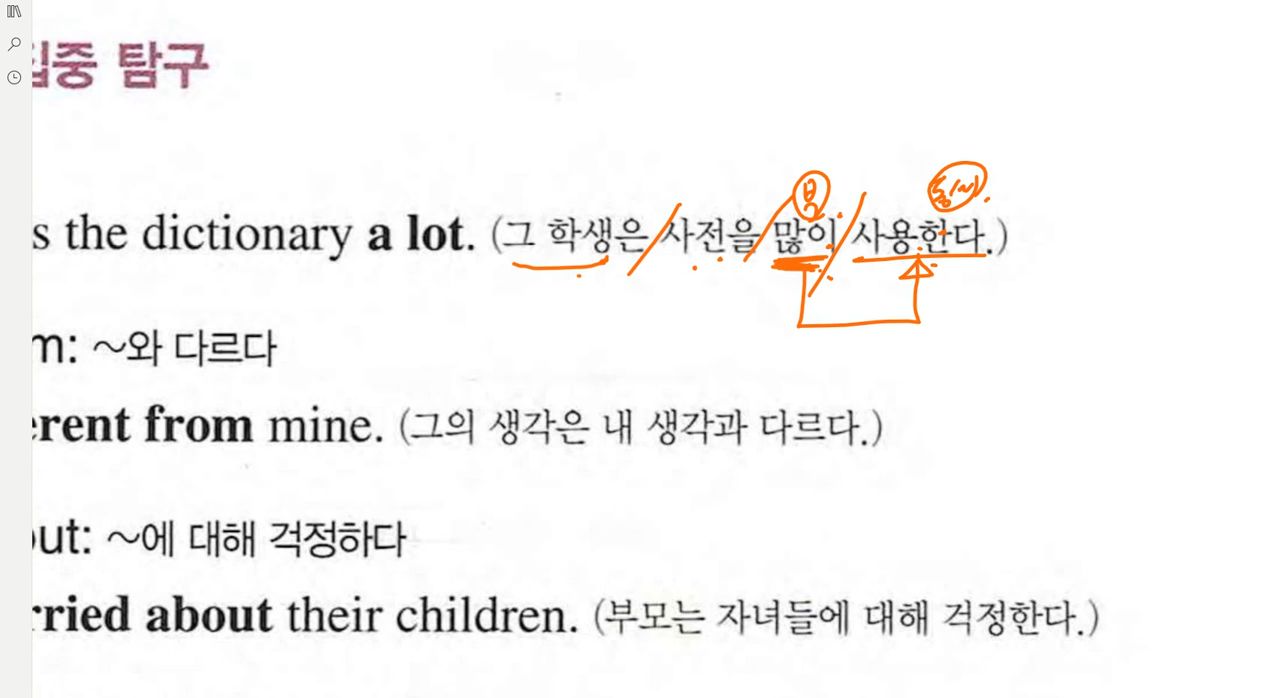 집중 탐구
s the dictionary a lot. (그 학생은 사전을 많이 사용한다.)
m: ~와 다르다
erent from mine. (그의 생각은 내 생각과 다르다.)
out: ~에 대해 걱정하다
rried about their children. (부모는 자녀들에 대해 걱정한다.)